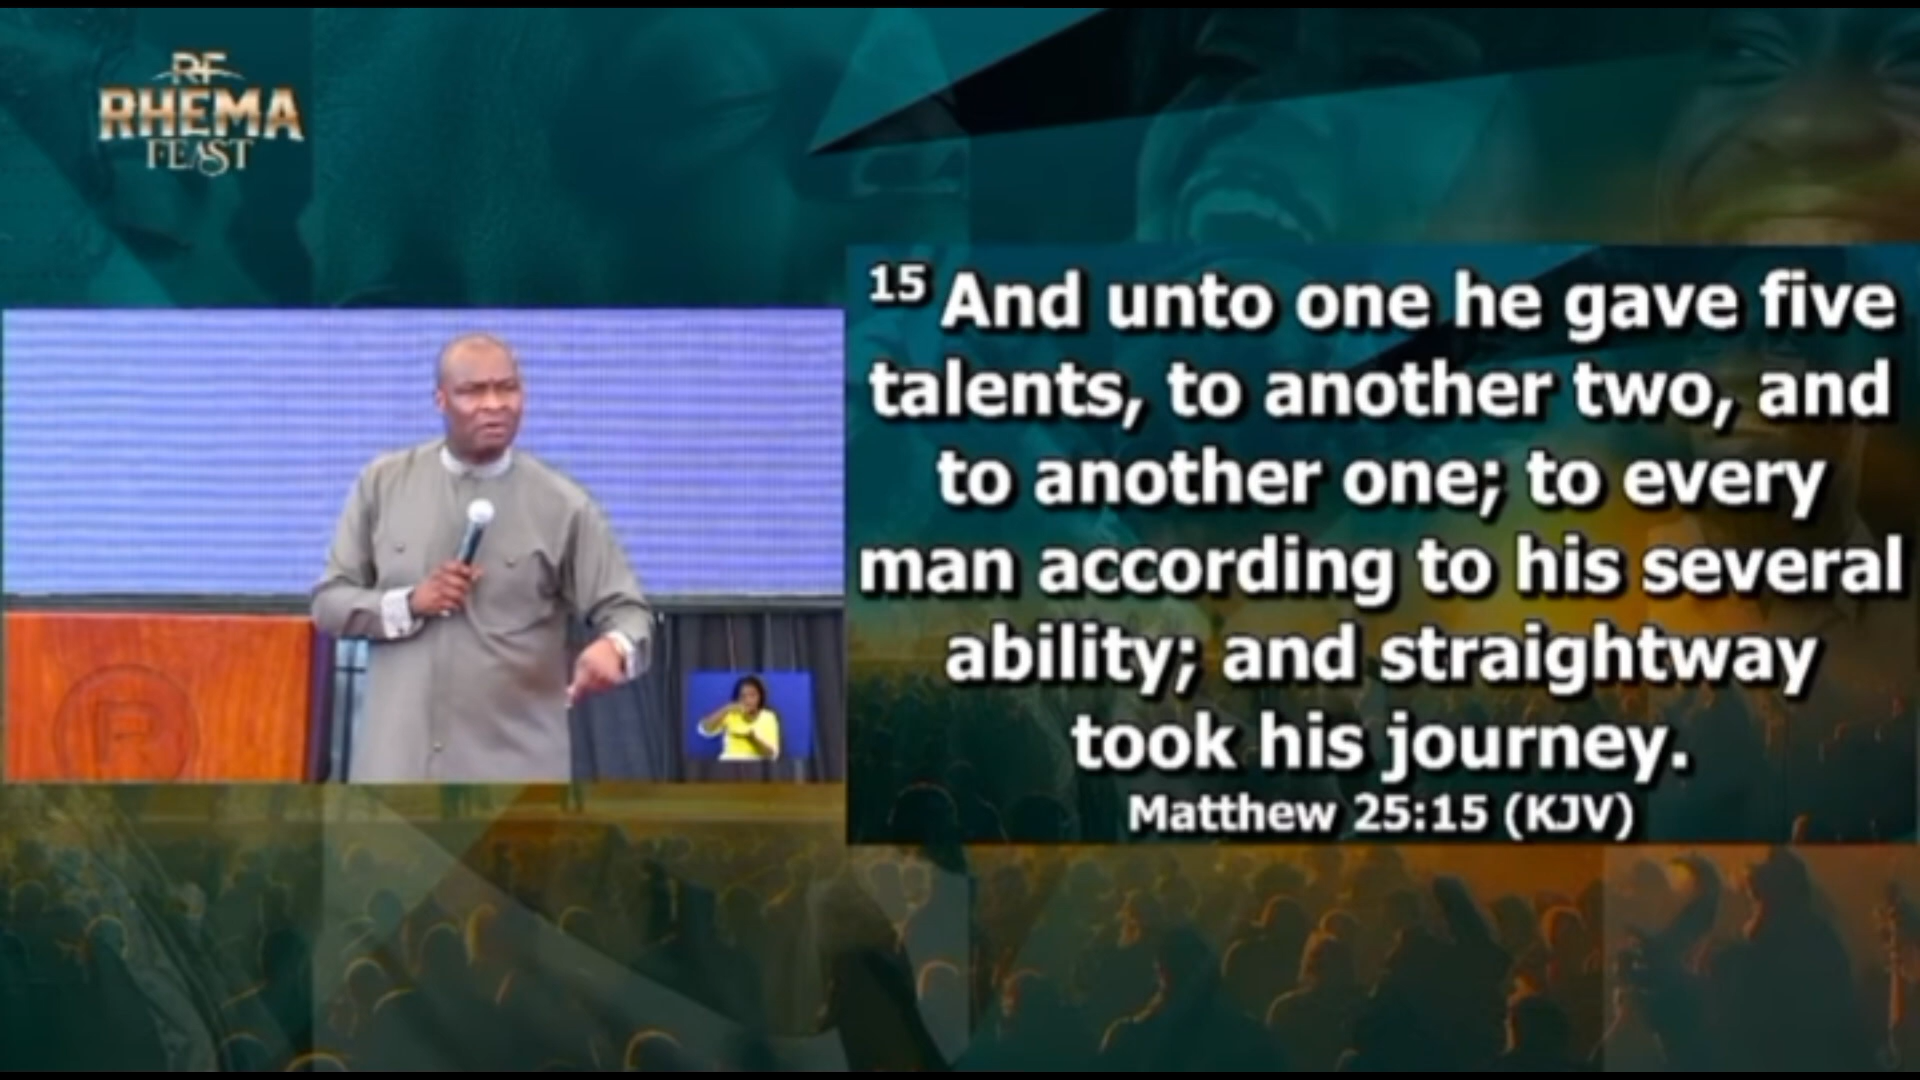 RF
RHEMA
FEAST
15 And unto one he gave five
talents, to another two, and
to another one; to every
man according to his several
ability; and straightway
took his journey.
Matthew 25:15 (KJV)
R